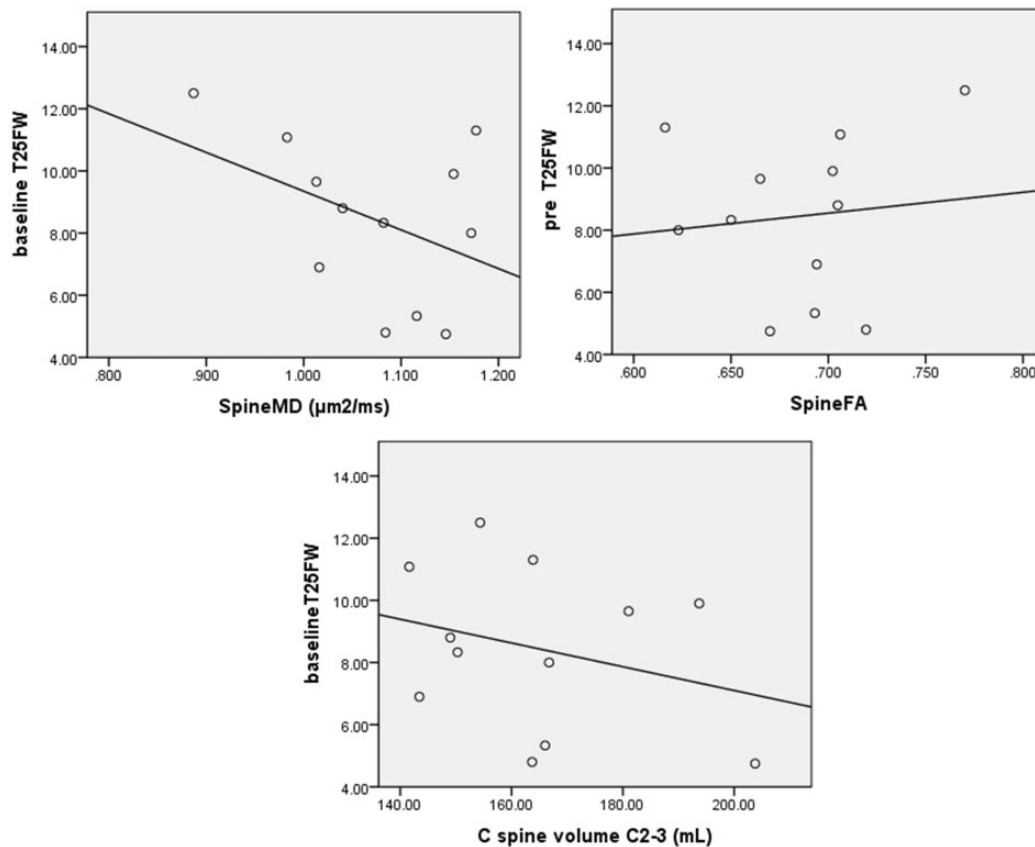 14.00
12.00
10.00
8.00
6.00
4.00
baseline T25FW
.800 .900 1.000 1.100 1.200
SpineMD (µm2/ms)
14.00
12.00
10.00
8.00
6.00
4.00
pre T25FW
.600 .650 .700 .750 .800
SpineFA
14.00
12.00
10.00
8.00
6.00
4.00
baselineT25FW
140.00 160.00 180.00 200.00
C spine volume C2-3 (mL)